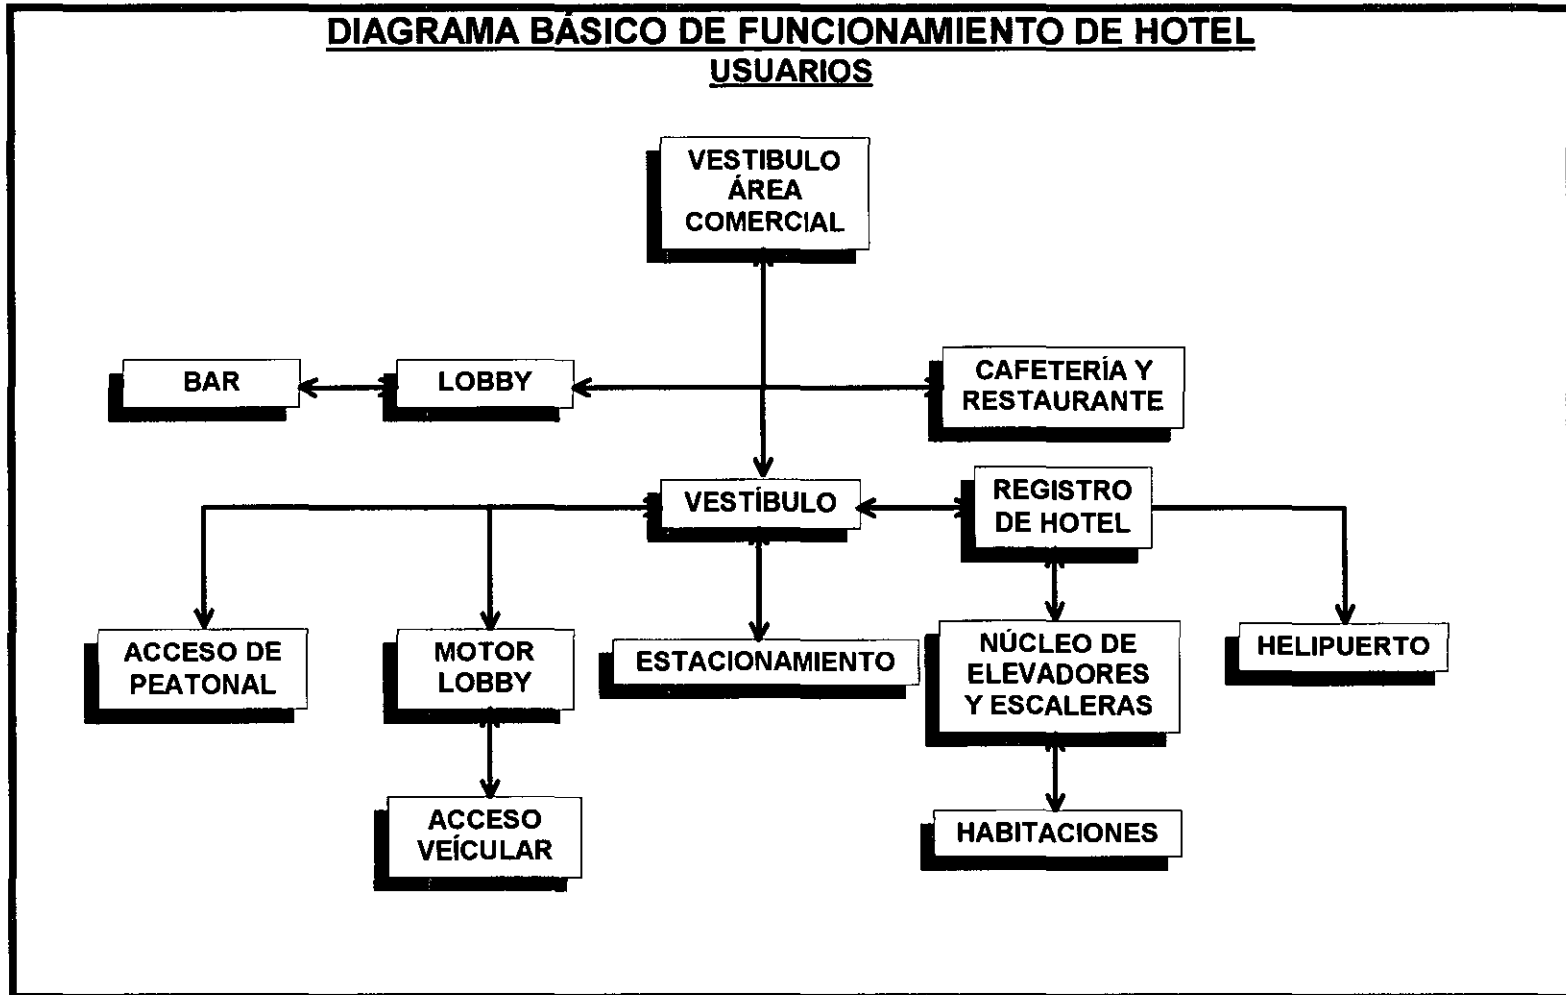 DIAGRAMA BÁSICO DE FUNCIONAMIENTO DE HOTEL
USUARIOS
VESTIBULO
ÁREA
COMERCIAL
BAR
LOBBY
CAFETERÍA Y
RESTAURANTE
VESTÍBULO
REGISTRO
DE HOTEL
ACCESO DE
PEATONAL
MOTOR
LOBBY
ESTACIONAMIENTO
NÚCLEO DE
ELEVADORES
Y ESCALERAS
HELIPUERTO
ACCESO
VEÍCULAR
HABITACIONES